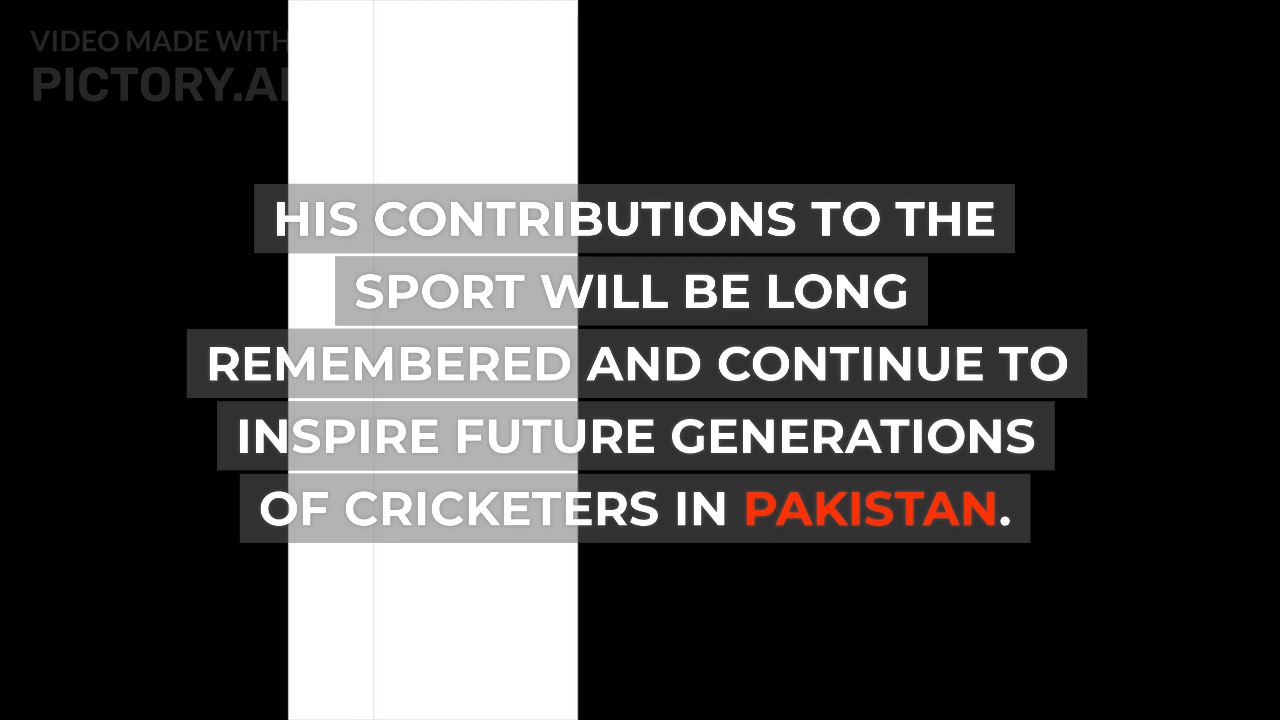 VIDEO MADE WITH
PICTORY.AI
HIS CONTRIBUTIONS TO THE
SPORT WILL BE LONG
REMEMBERED AND CONTINUE TO
INSPIRE FUTURE GENERATIONS
OF CRICKETERS IN PAKISTAN.